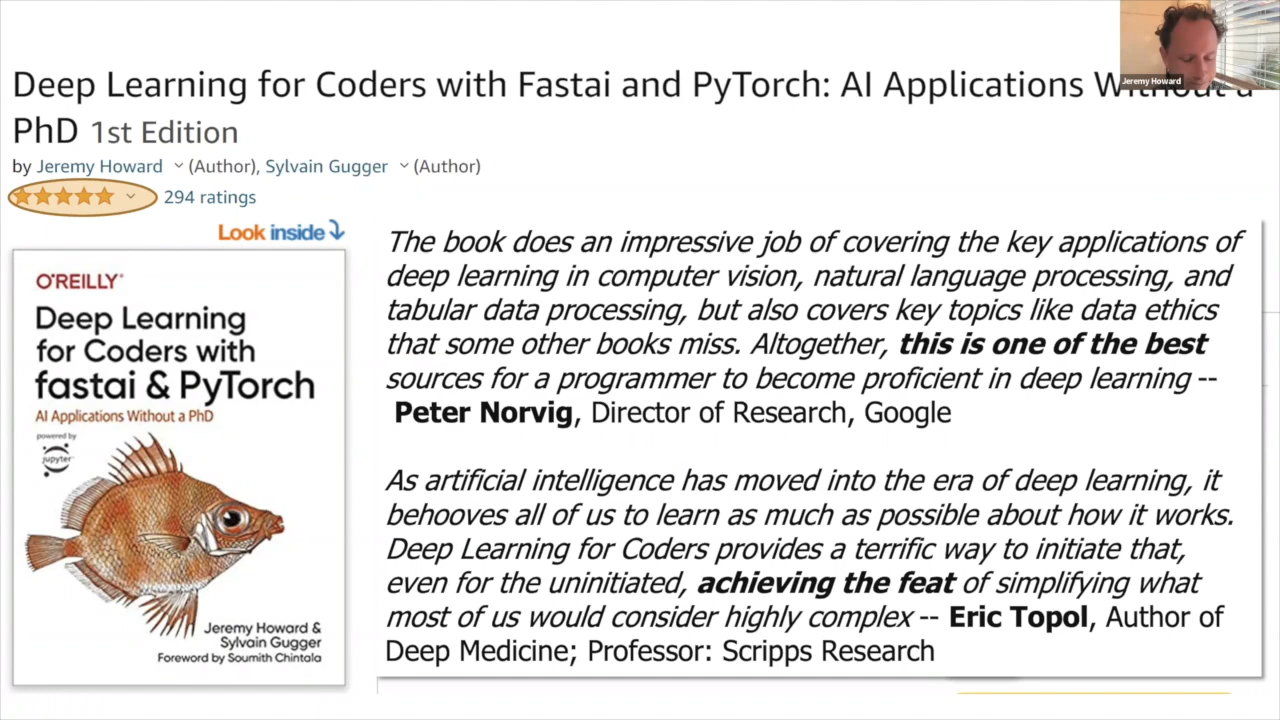 Jeremy Howard
Deep Learning for Coders with Fastai and PyTorch: AI Applications Without a
PhD 1st Edition
by Jeremy Howard (Author), Sylvain Gugger (Author)
294 ratings
Look inside
O'REILLY®
Deep Learning
for Coders with
fastai & PyTorch
AI Applications Without a PhD
powered by
jupyter
Jeremy Howard &
Sylvain Gugger
Foreword by Soumith Chintala
The book does an impressive job of covering the key applications of
deep learning in computer vision, natural language processing, and
tabular data processing, but also covers key topics like data ethics
that some other books miss. Altogether, this is one of the best
sources for a programmer to become proficient in deep learning --
Peter Norvig, Director of Research, Google
As artificial intelligence has moved into the era of deep learning, it
behooves all of us to learn as much as possible about how it works.
Deep Learning for Coders provides a terrific way to initiate that,
even for the uninitiated, achieving the feat of simplifying what
most of us would consider highly complex -- Eric Topol, Author of
Deep Medicine; Professor: Scripps Research